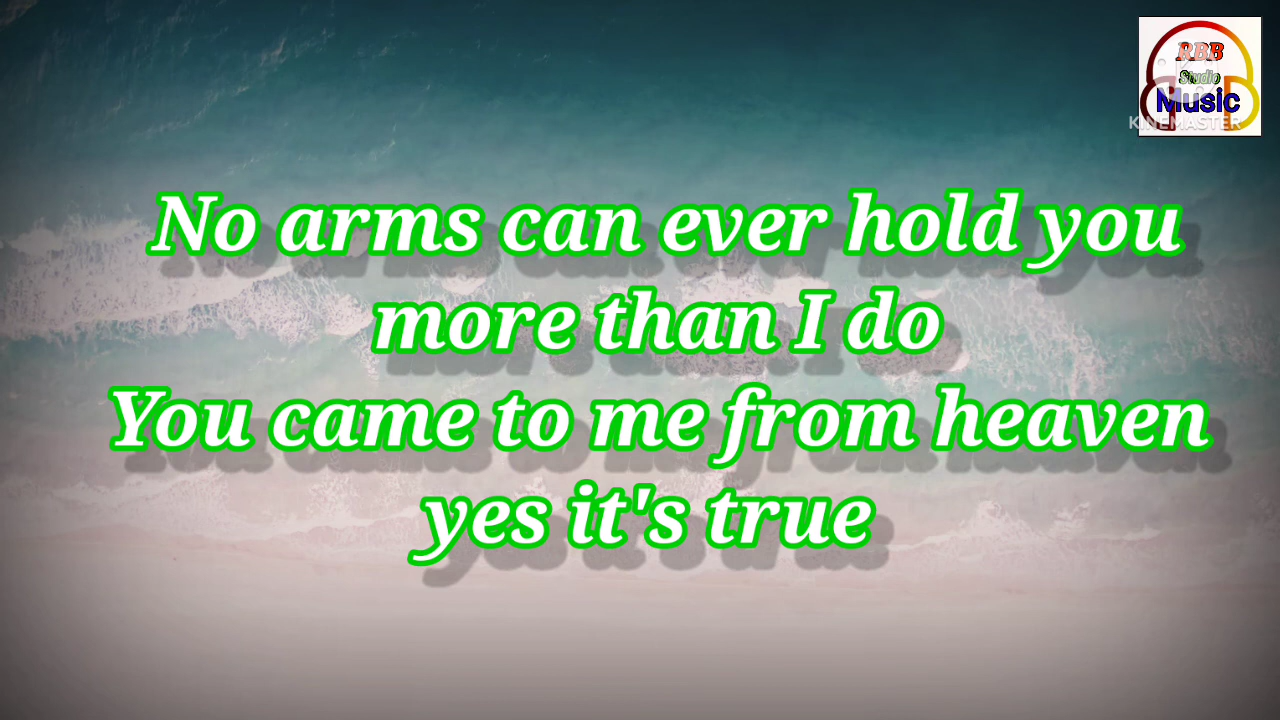 RBB
Studio
Music
KINEMASTER
No arms can ever hold you
more than I do
You came to me from heaven
yes it's true